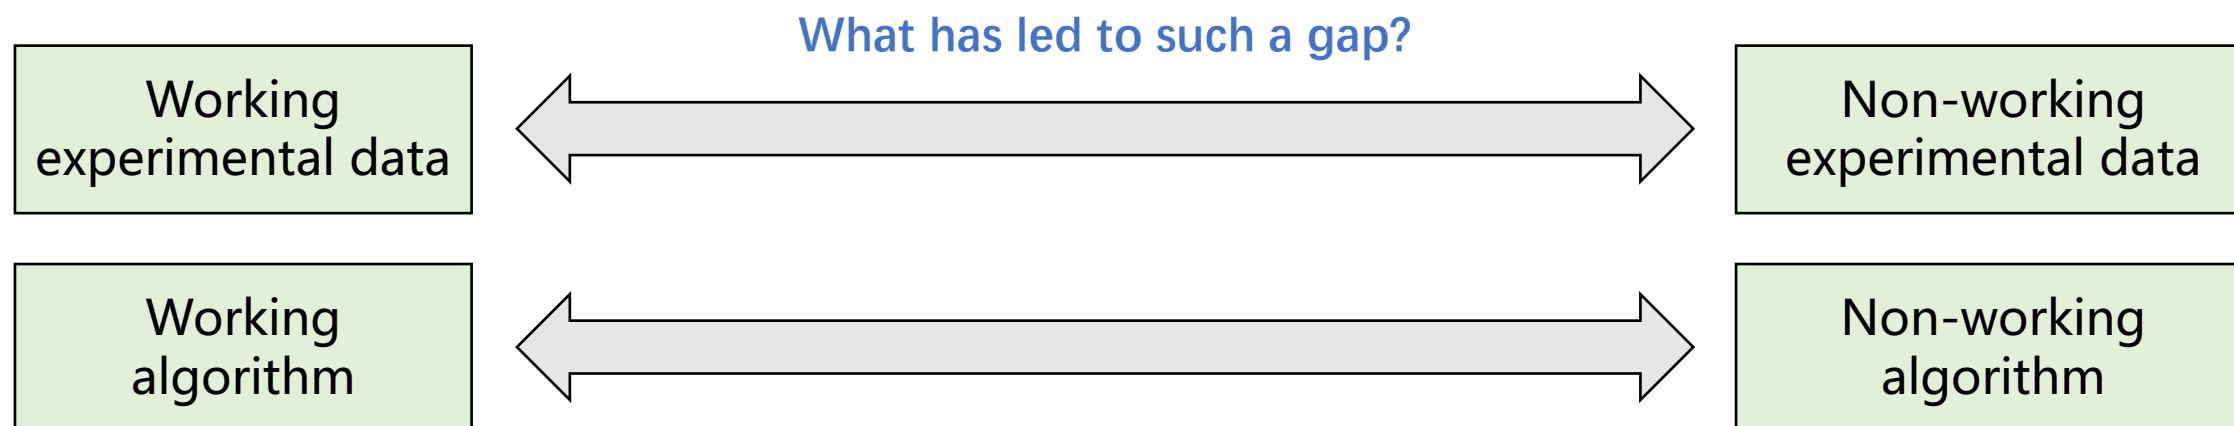 What has led to such a gap?
Working
experimental data
Non-working
experimental data
Working
algorithm
Non-working
algorithm